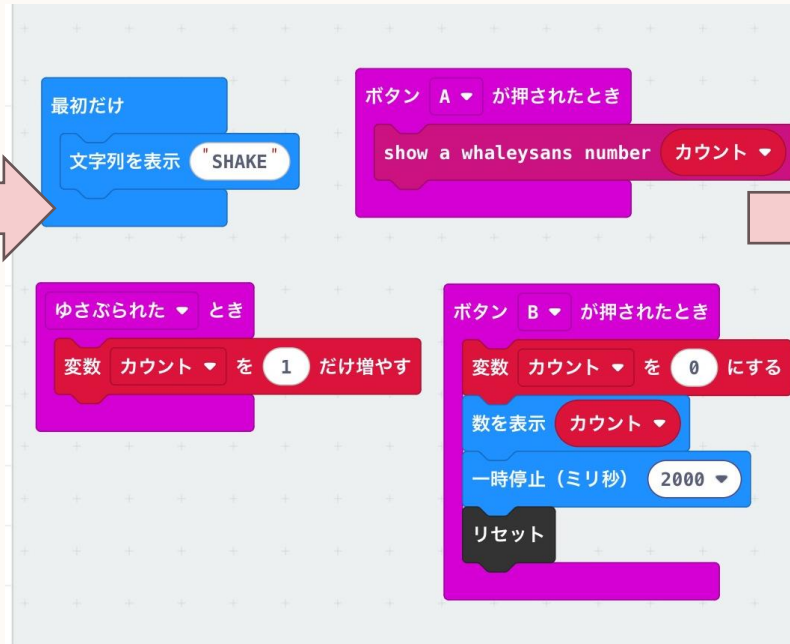 最初だけ
文字列を表示 "SHAKE"
ボタン A が押されたとき
show a whaleysans number カウント
ゆさぶられた とき
変数 カウント を 1 だけ増やす
ボタン B が押されたとき
変数 カウント を 0 にする
数を表示 カウント
一時停止（ミリ秒） 2000
リセット